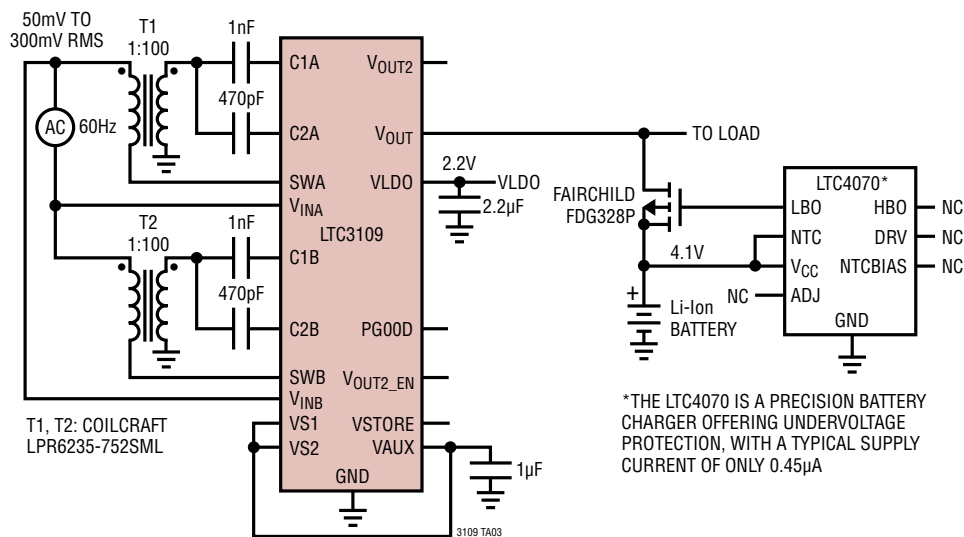 50mV TO
300mV RMS
T1
1:100
1nF
470pF
AC
60Hz
T2
1:100
1nF
470pF
T1, T2: COILCRAFT
LPR6235-752SML
C1A
C2A
SWA
VINA
LTC3109
C1B
C2B
SWB
VINB
VS1
VS2
GND
VOUT2
VOUT
VLDO
PG00D
VOUT2_EN
VSTORE
VAUX
2.2V
VLDO
2.2µF
1µF
TO LOAD
FAIRCHILD
FDG328P
4.1V
+
Li-Ion
BATTERY
LTC4070*
LBO
NTC
VCC
ADJ
NC
HBO
DRV
NTCBIAS
GND
NC
NC
NC
*THE LTC4070 IS A PRECISION BATTERY
CHARGER OFFERING UNDERVOLTAGE
PROTECTION, WITH A TYPICAL SUPPLY
CURRENT OF ONLY 0.45µA
3109 TA03